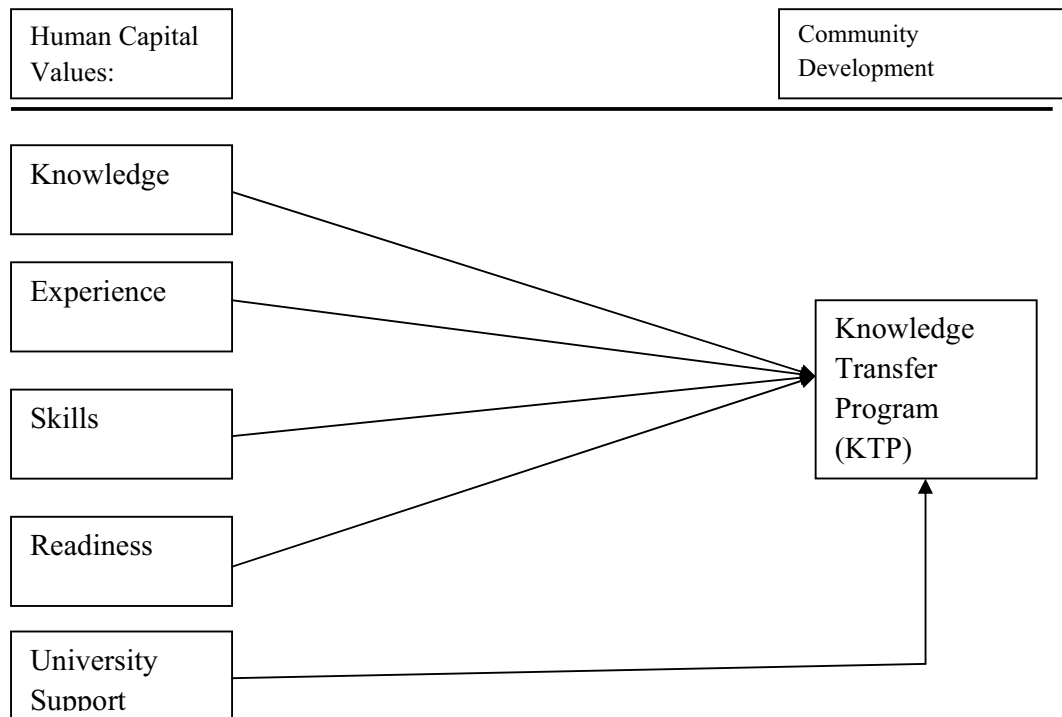 Human Capital
Values:
Community
Development
Knowledge
Experience
Knowledge
Transfer
Program
(KTP)
Skills
Readiness
University
Support